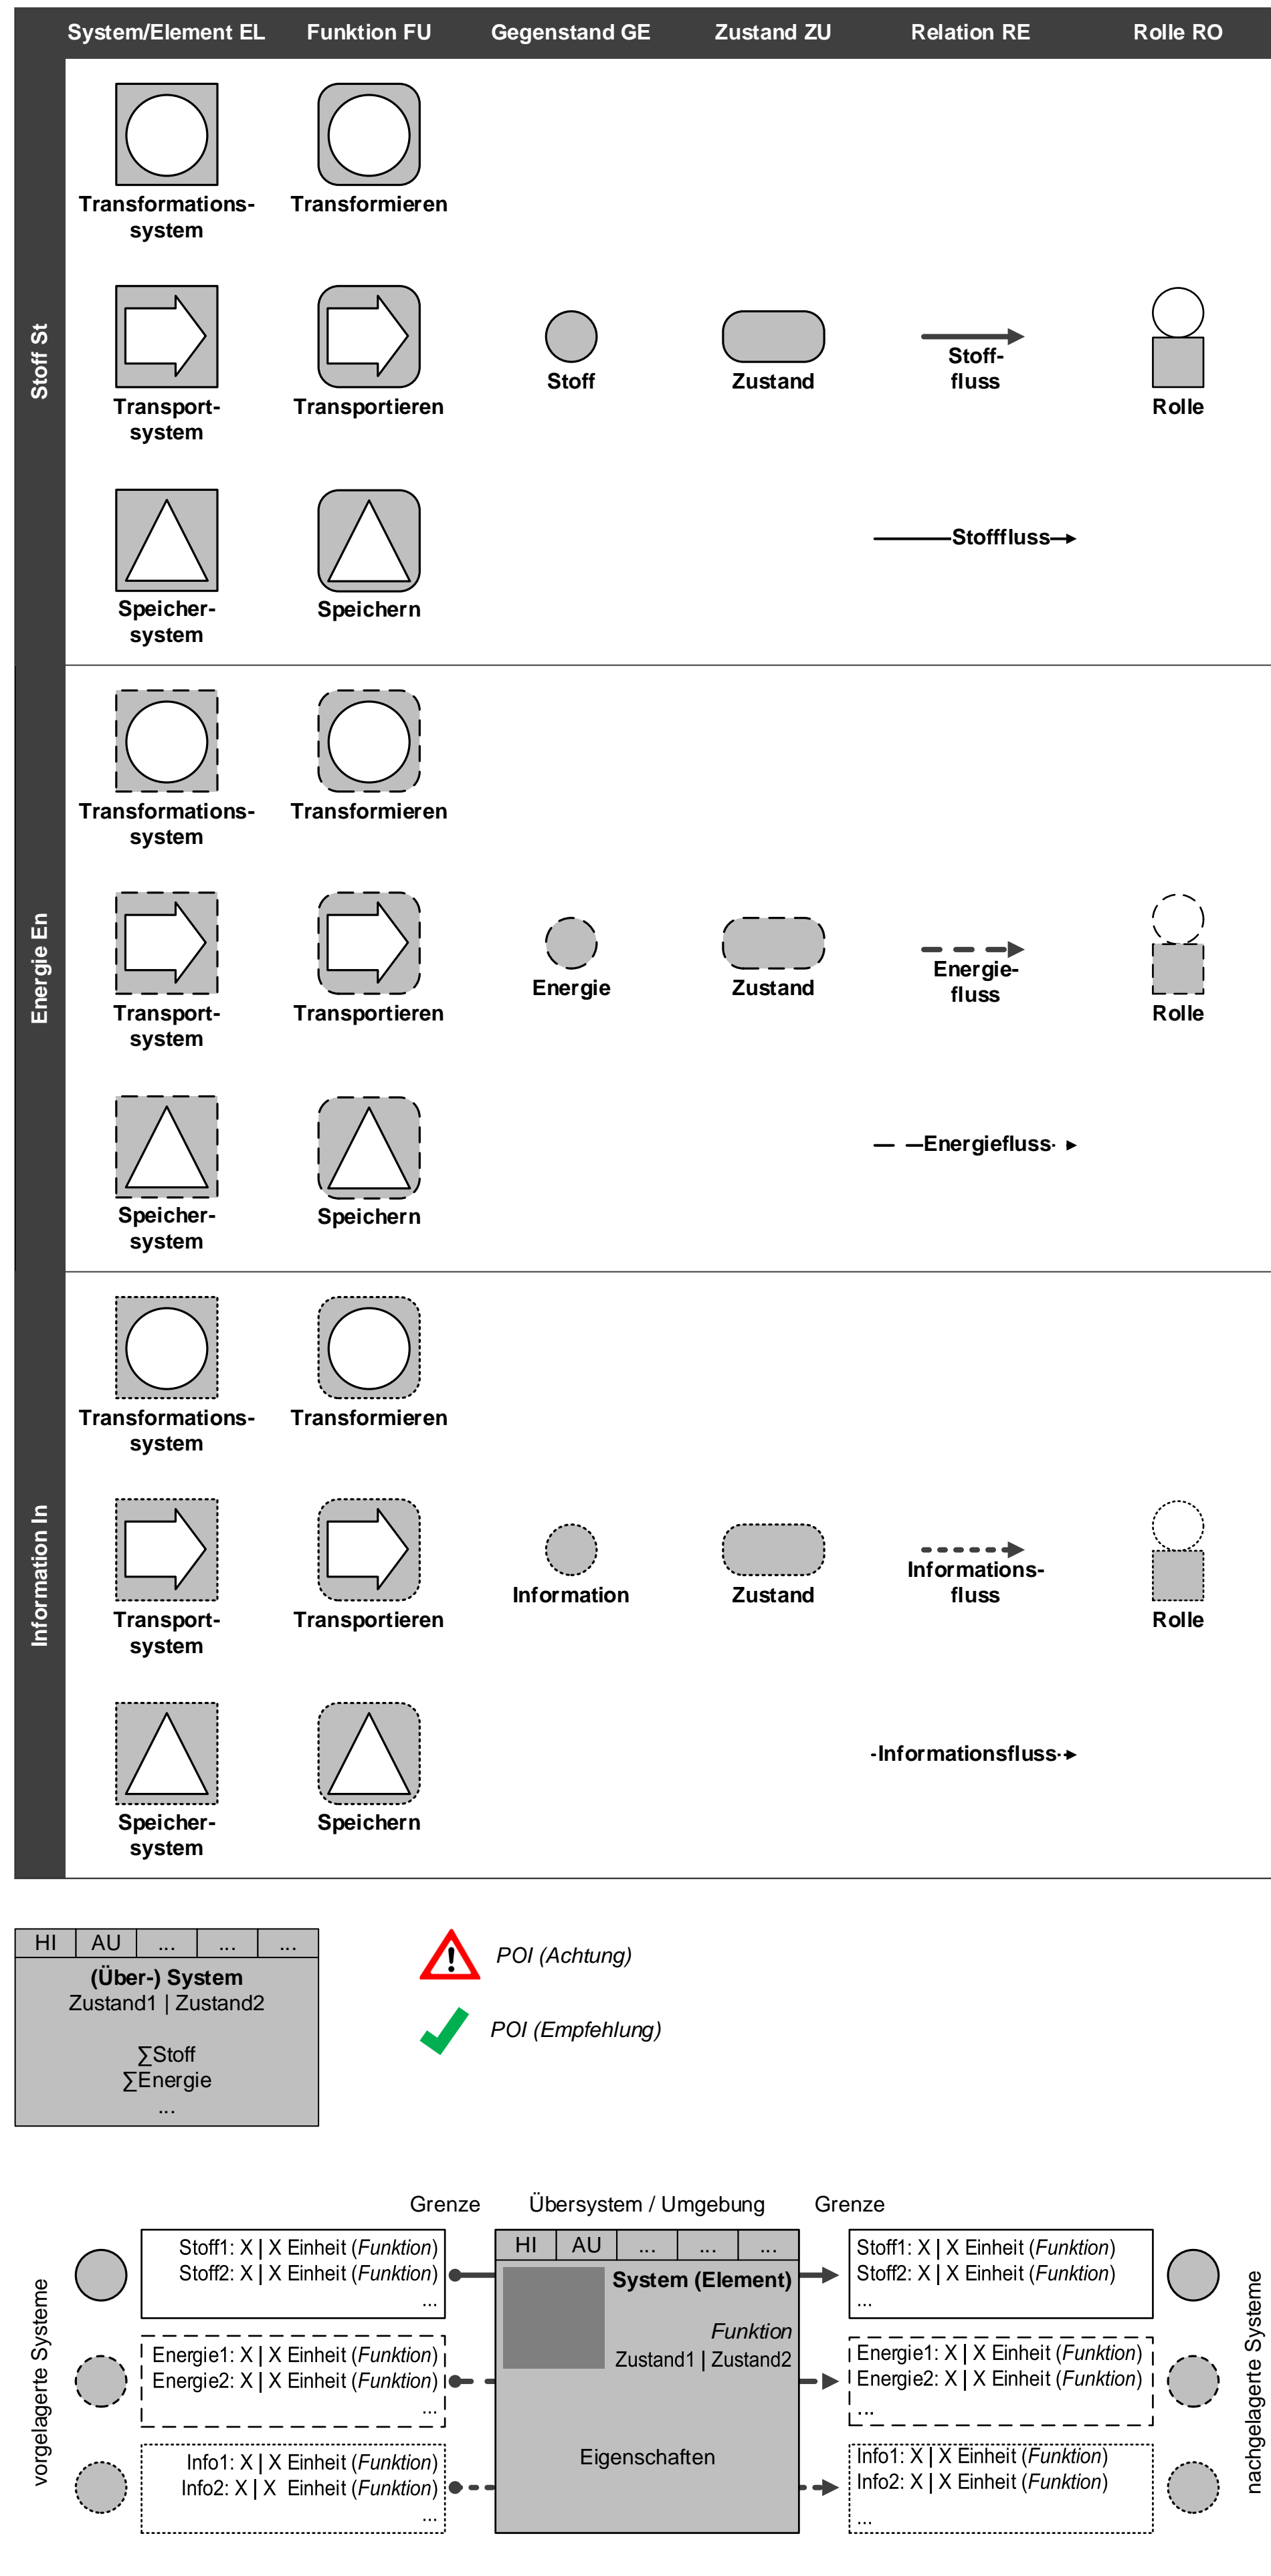 System/Element EL Funktion FU Gegenstand GE Zustand ZU Relation RE Rolle RO
Stoff St
Transformations- Transformieren
system
Transport- Transportieren
system
Stoff Zustand
Stoff-
fluss
Rolle
Speicher- Speichern
system
Stofffluss
Energie En
Transformations- Transformieren
system
Transport- Transportieren
system
Energie Zustand
Energie-
fluss
Rolle
Speicher- Speichern
system
Energiefluss
Information In
Transformations- Transformieren
system
Transport- Transportieren
system
Information Zustand
Informations-
fluss
Rolle
Speicher- Speichern
system
Informationsfluss
HI AU ... ... ...
(Über-) System
Zustand1 | Zustand2
∑Stoff
∑Energie
...
POI (Achtung)
POI (Empfehlung)
Grenze Übersystem / Umgebung Grenze
vorgelagerte Systeme
Stoff1: X | X Einheit (Funktion)
Stoff2: X | X Einheit (Funktion)
...
Energie1: X | X Einheit (Funktion)
Energie2: X | X Einheit (Funktion)
...
Info1: X | X Einheit (Funktion)
Info2: X | X  Einheit (Funktion)
...
HI AU ... ... ...
System (Element)
Funktion
Zustand1 | Zustand2
Eigenschaften
Stoff1: X | X Einheit (Funktion)
Stoff2: X | X Einheit (Funktion)
...
Energie1: X | X Einheit (Funktion)
Energie2: X | X Einheit (Funktion)
...
Info1: X | X Einheit (Funktion)
Info2: X | X Einheit (Funktion)
...
nachgelagerte Systeme